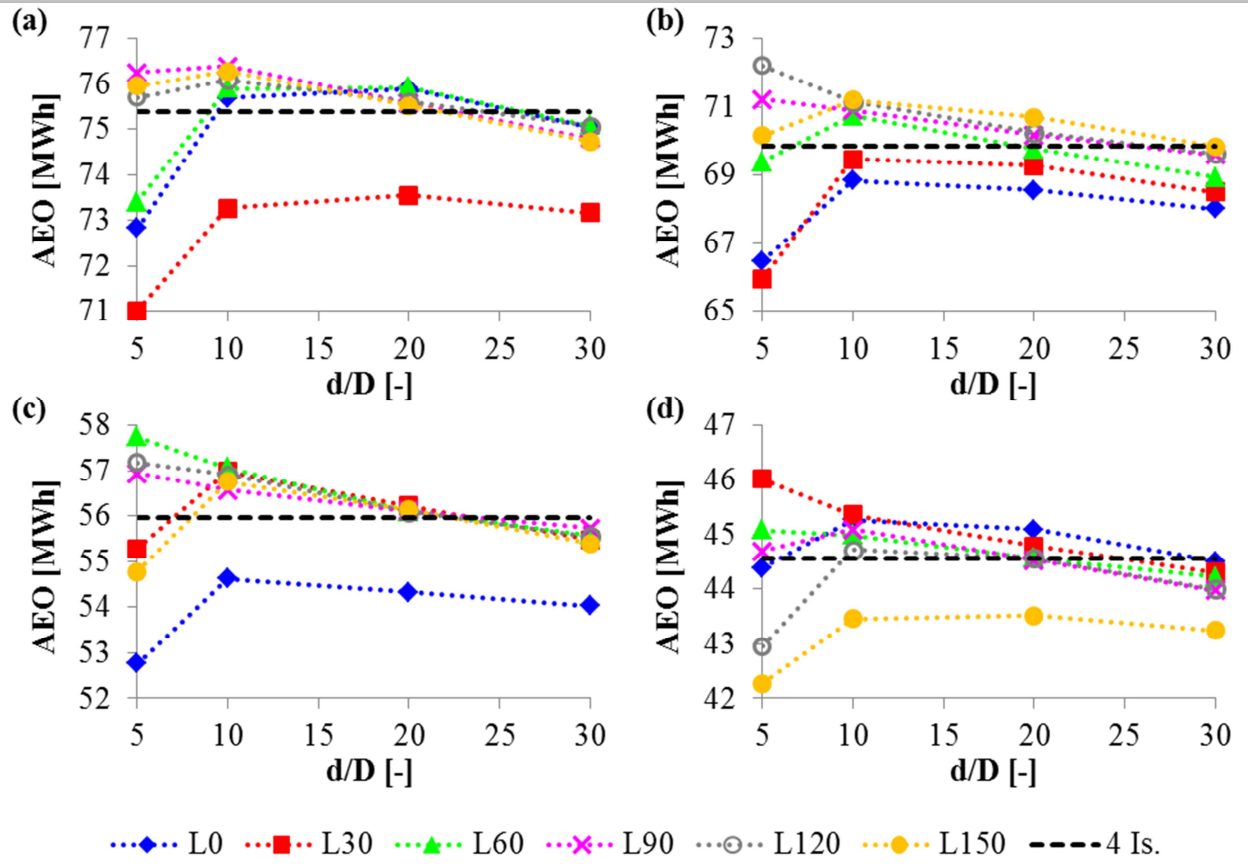 (a)
77
76
75
74
73
72
71
AEO [MWh]
5 10 15 20 25 30
d/D [-]
(b)
73
71
69
67
65
AEO [MWh]
5 10 15 20 25 30
d/D [-]
(c)
58
57
56
55
54
53
52
AEO [MWh]
5 10 15 20 25 30
d/D [-]
(d)
47
46
45
44
43
42
AEO [MWh]
5 10 15 20 25 30
d/D [-]
L0 L30 L60 L90 L120 L150 4 Is.